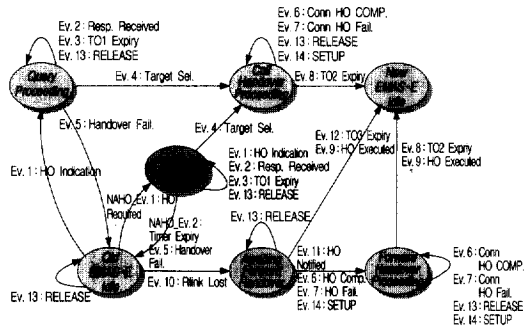 Ev. 2 : Resp. Received
Ev. 3 : TO1 Expiry
Ev. 13 : RELEASE
Ev. 6 : Conn HO COMP.
Ev. 7 : Conn HO Fail.
Ev. 13 : RELEASE
Ev. 14 : SETUP
Query
Proceeding
Ev. 4 : Target Sel.
Ev. 8 : TO2 Expiry
New
Ev. 5 : Handover Fail.
Ev. 4 : Target Sel.
Ev. 12 : TO3 Expiry
Ev. 9 : HO Executed
Ev. 1 : HO Indication
Ev. 1 : HO Indication
Ev. 2 : Resp. Received
Ev. 3 : TO1 Expiry
Ev. 13 : RELEASE
Ev. 8 : TO2 Expiry
Ev. 9 : HO Executed
NAHO_Ev. 1 : HO
Required
NAHO_Ev. 2 :
Timer Expiry
Ev. 5 : Handover
Fail.
Ev. 13 : RELEASE
Ev. 11 : HO
Notified
Ev. 6 : HO Comp.
Ev. 7 : HO Fail.
Ev. 14 : SETUP
Ev. 6 : Conn
HO COMP.
Ev. 7 : Conn
HO Fail.
Ev. 13 : RELEASE
Ev. 14 : SETUP
Old
Ev. 13 : RELEASE
Ev. 10 : Rlink Lost